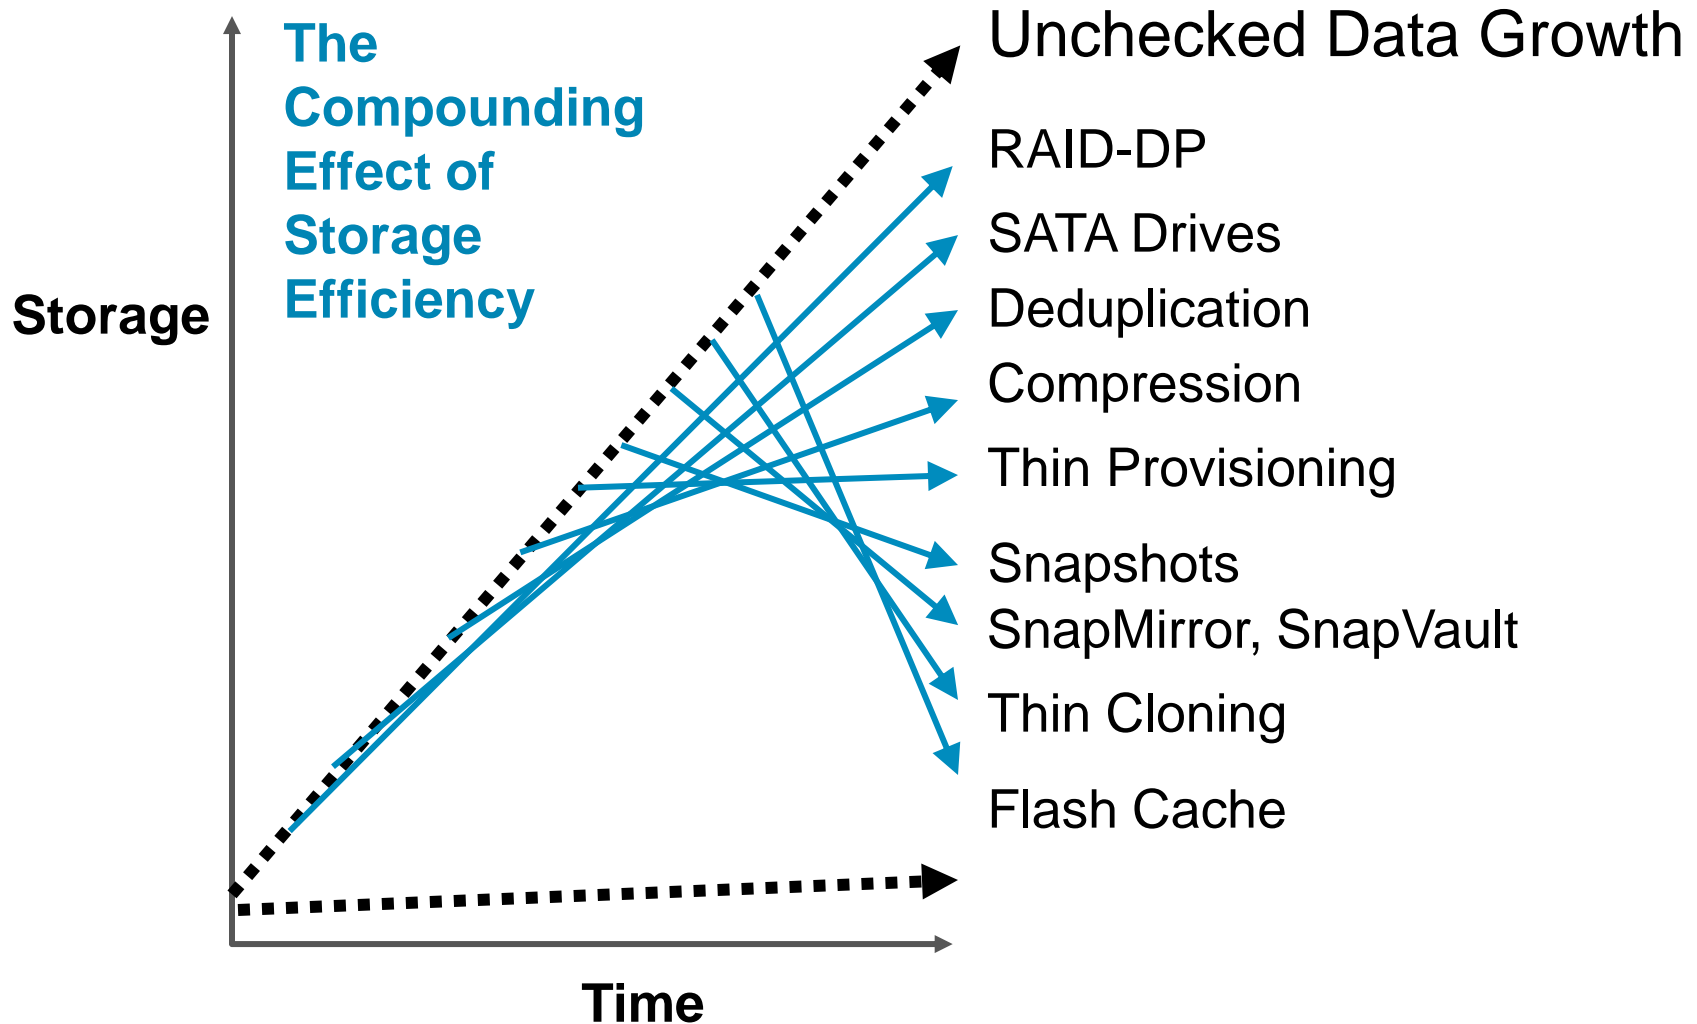 The
Compounding
Effect of
Storage
Efficiency
Storage
Unchecked Data Growth
RAID-DP
SATA Drives
Deduplication
Compression
Thin Provisioning
Snapshots
SnapMirror, SnapVault
Thin Cloning
Flash Cache
Time